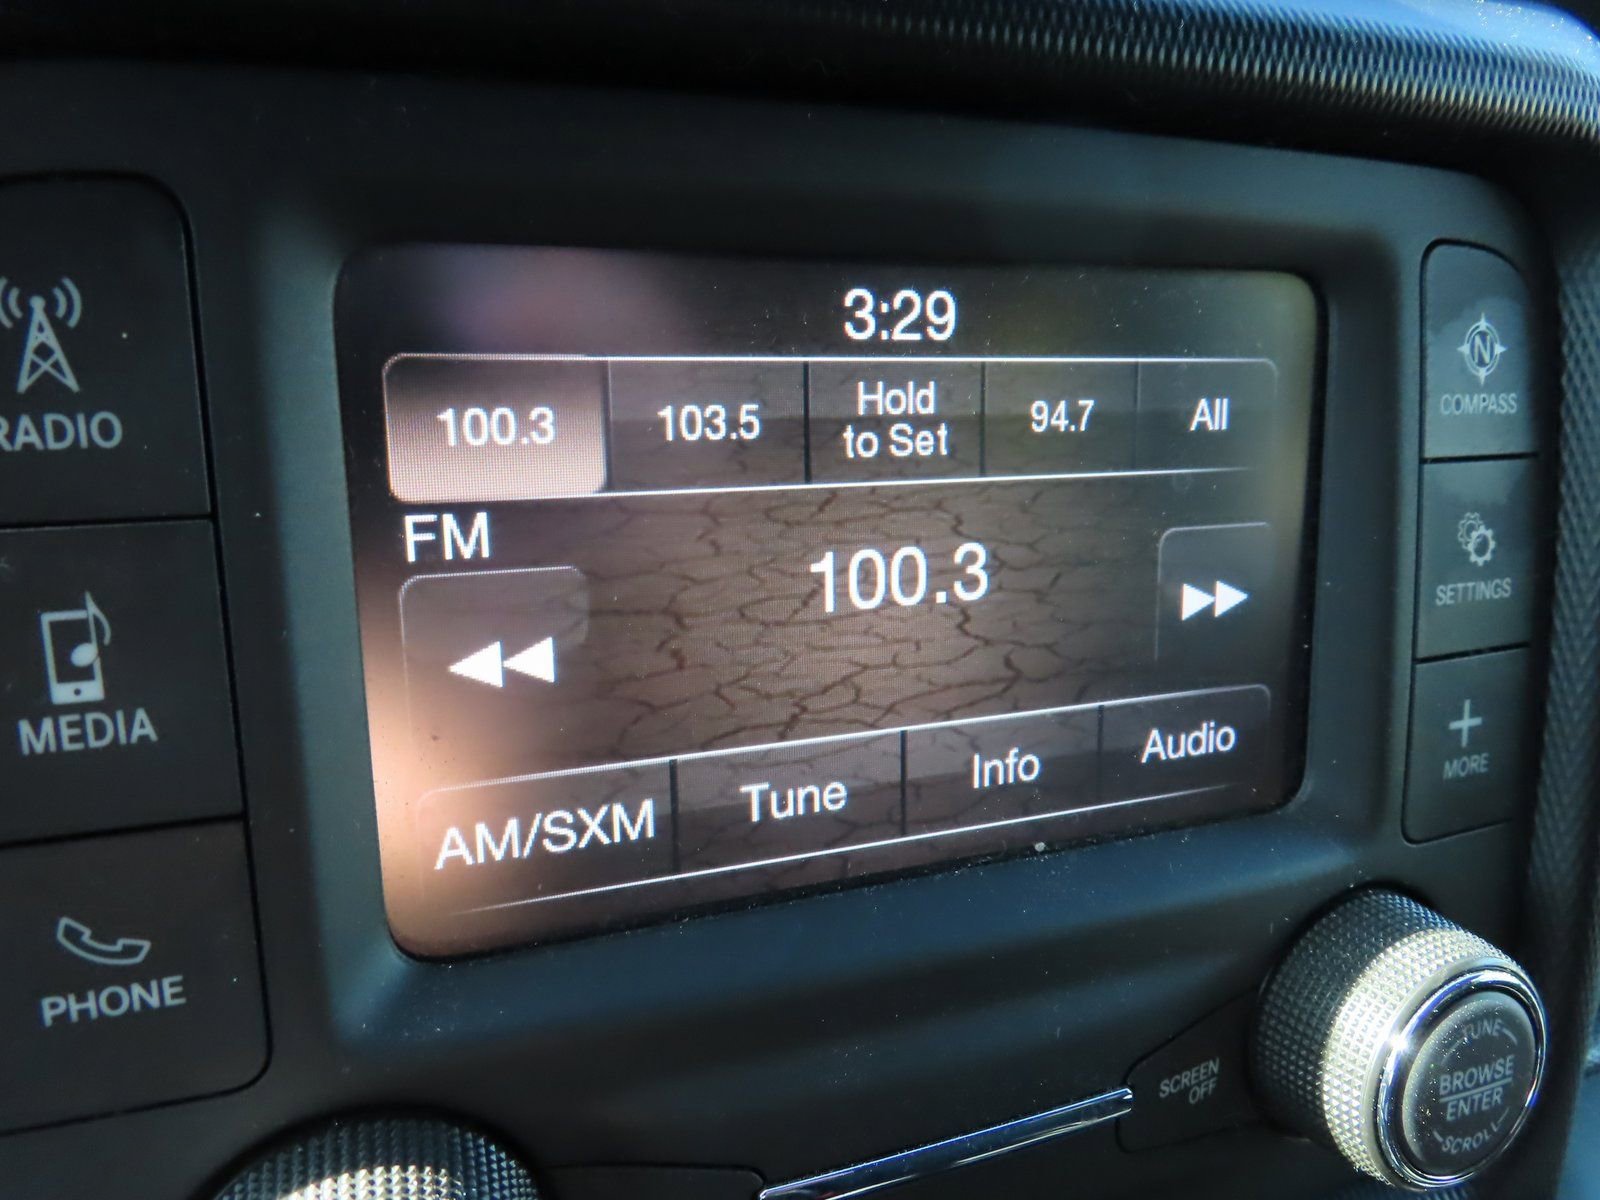 3:29
100.3
103.5
Hold
to Set
94.7
All
FM
100.3
AM/SXM
Tune
Info
Audio
RADIO
MEDIA
PHONE
N
COMPASS
SETTINGS
MORE
SCREEN
OFF
TUNE
BROWSE
ENTER
SCROLL